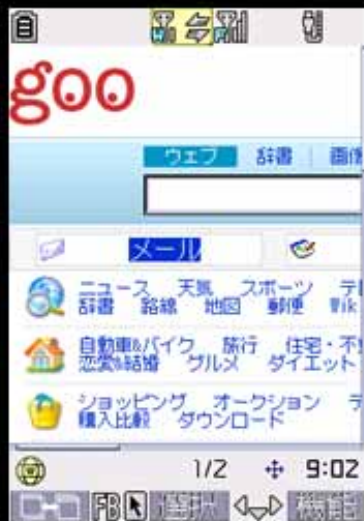 goo
ウェブ 辞書 画像
メール
ニュース 天気 スポーツ テレ
辞書 路線 地図 郵便 Wik
自動車&バイク 旅行 住宅・不
恋愛&結婚 グルメ ダイエット
ショッピング オークション
購入比較 ダウンロード
1/2 9:02
FB 選択 機能